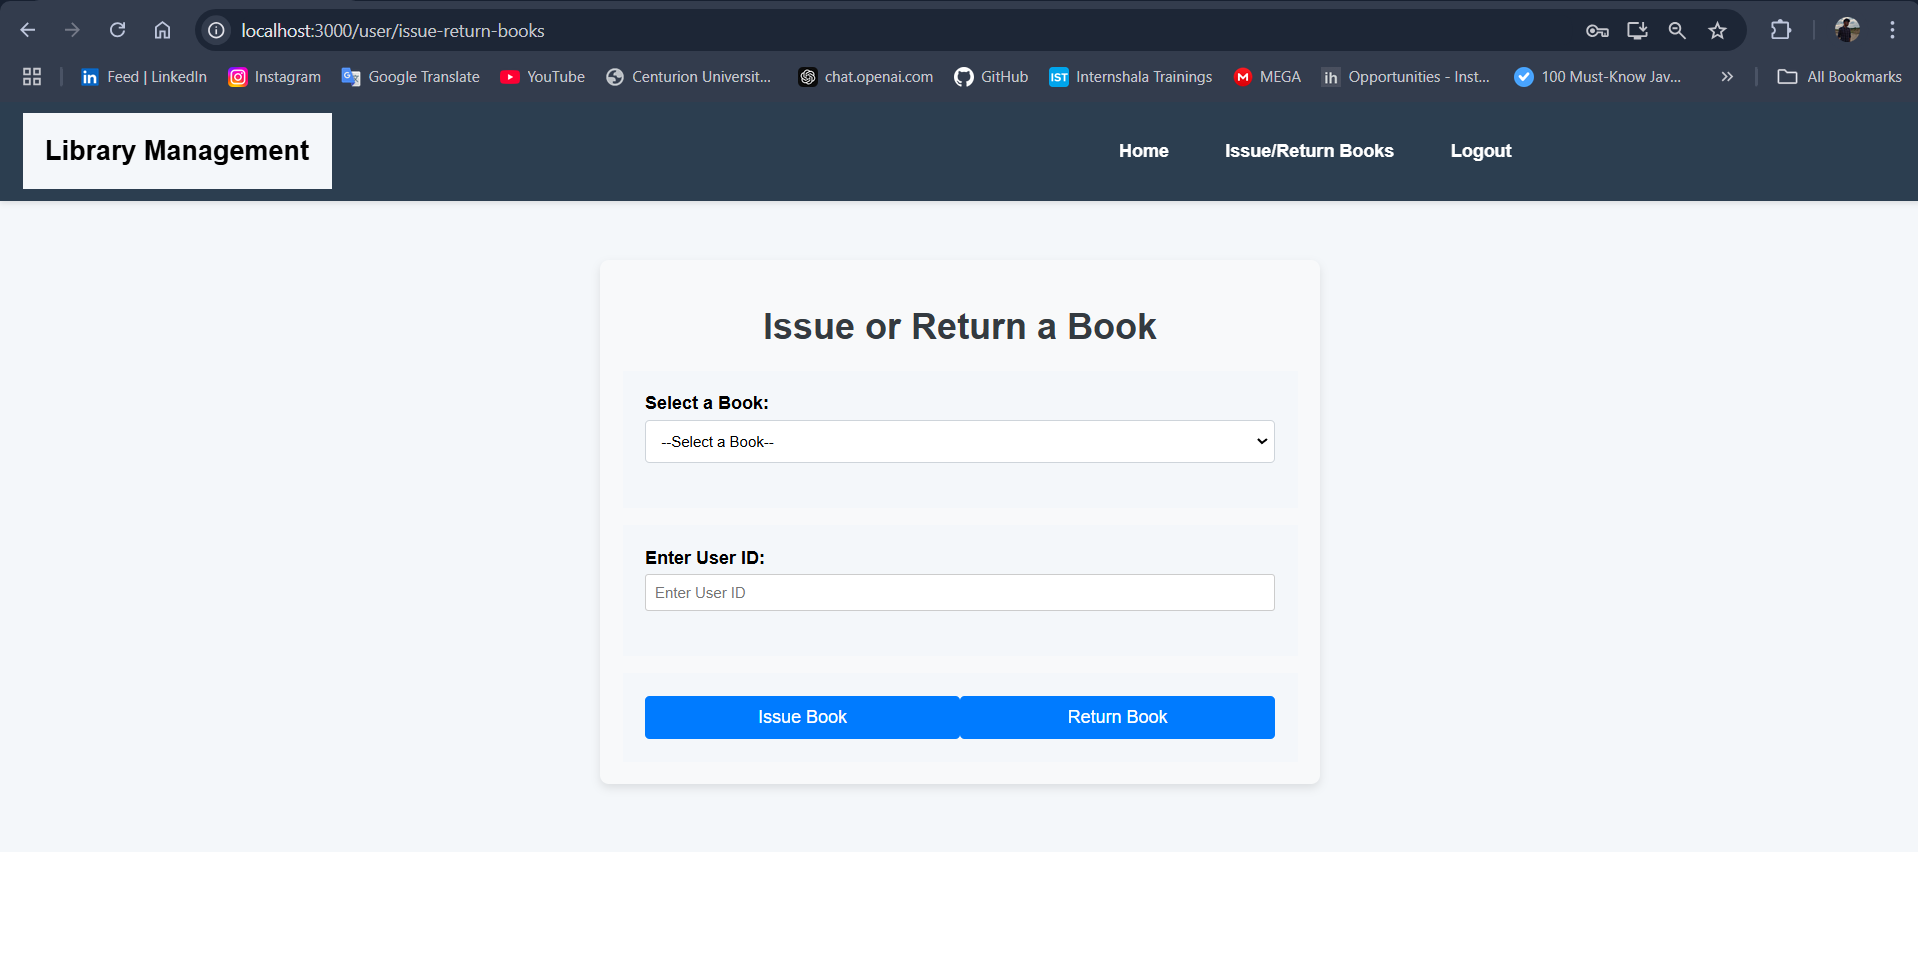 localhost:3000/user/issue-return-books
Feed | LinkedIn Instagram Google Translate YouTube Centurion Universit... chat.openai.com GitHub IST Internshala Trainings M MEGA ih Opportunities - Inst... 100 Must-Know Jav... » All Bookmarks
Library Management Home Issue/Return Books Logout
Issue or Return a Book
Select a Book:
--Select a Book--
Enter User ID:
Enter User ID
Issue Book Return Book